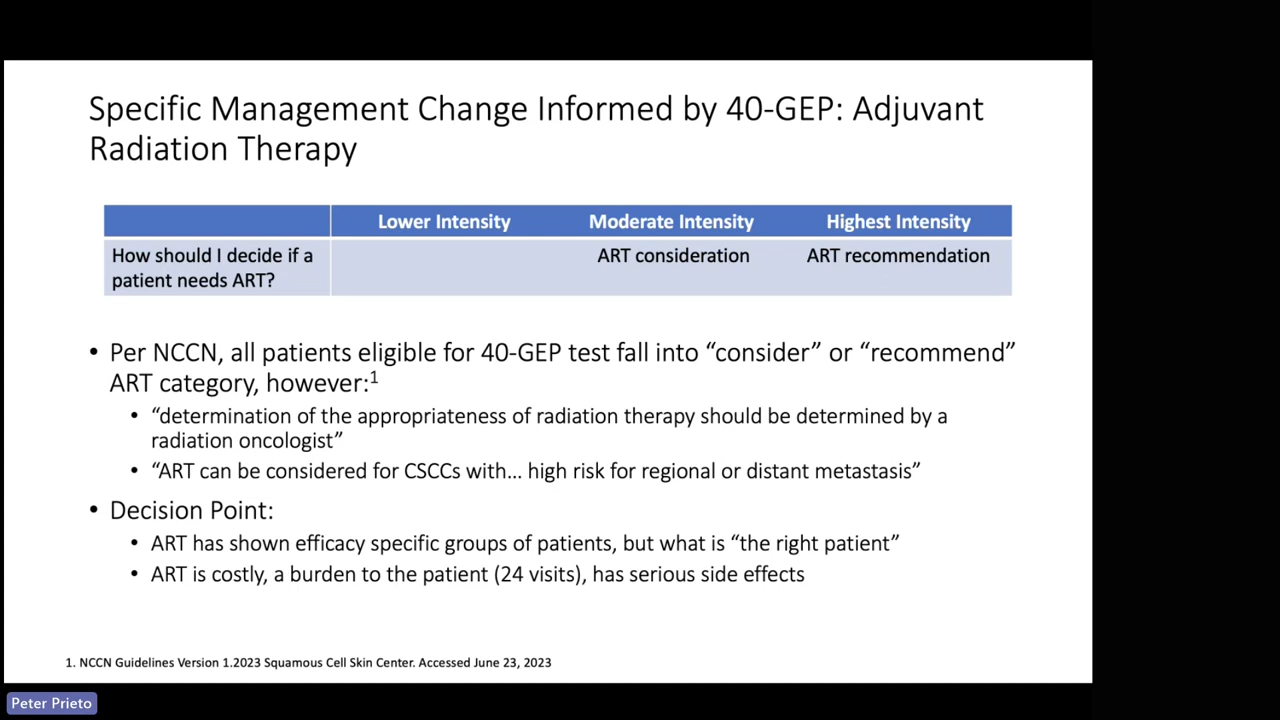 Specific Management Change Informed by 40-GEP: Adjuvant
Radiation Therapy
Lower Intensity Moderate Intensity Highest Intensity
How should I decide if a patient needs ART? ART consideration ART recommendation
• Per NCCN, all patients eligible for 40-GEP test fall into “consider” or “recommend”
ART category, however:1
• “determination of the appropriateness of radiation therapy should be determined by a
radiation oncologist”
• “ART can be considered for CSCCs with… high risk for regional or distant metastasis”
• Decision Point:
• ART has shown efficacy specific groups of patients, but what is “the right patient”
• ART is costly, a burden to the patient (24 visits), has serious side effects
1. NCCN Guidelines Version 1.2023 Squamous Cell Skin Center. Accessed June 23, 2023
Peter Prieto